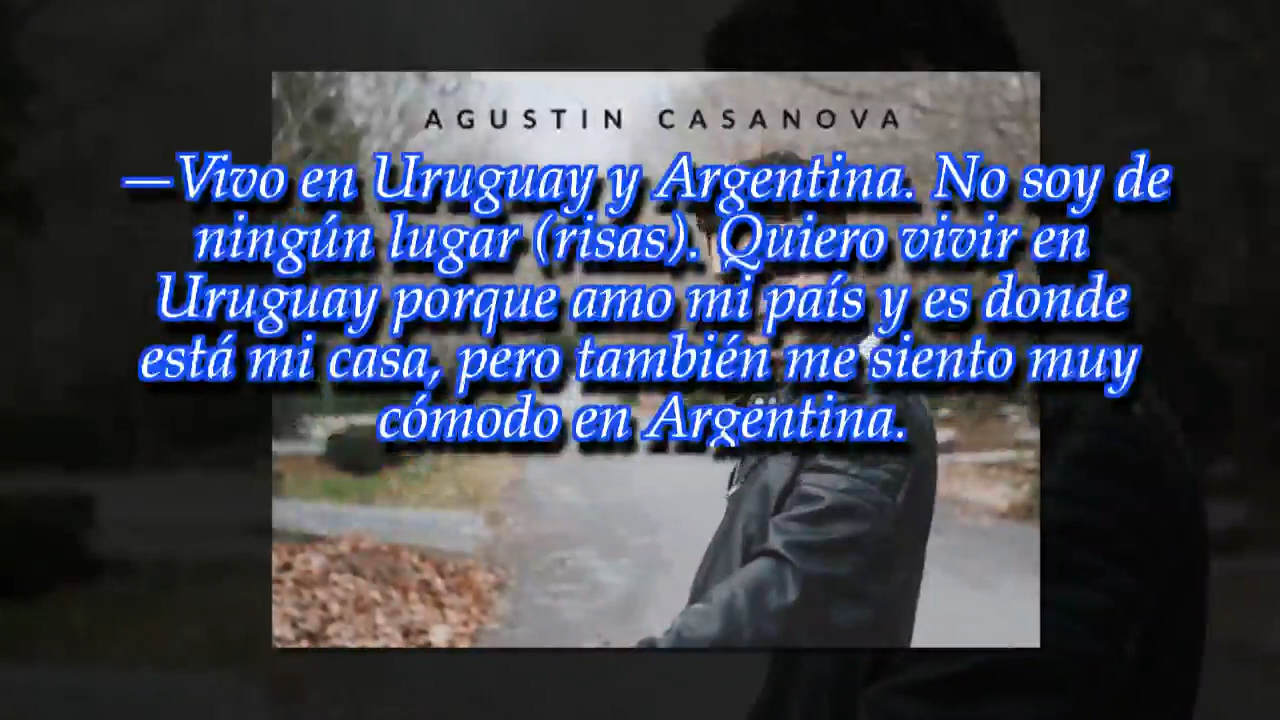 AGUSTIN CASANOVA
—Vivo en Uruguay y Argentina. No soy de
ningún lugar (risas). Quiero vivir en
Uruguay porque amo mi país y es donde
está mi casa, pero también me siento muy
cómodo en Argentina.